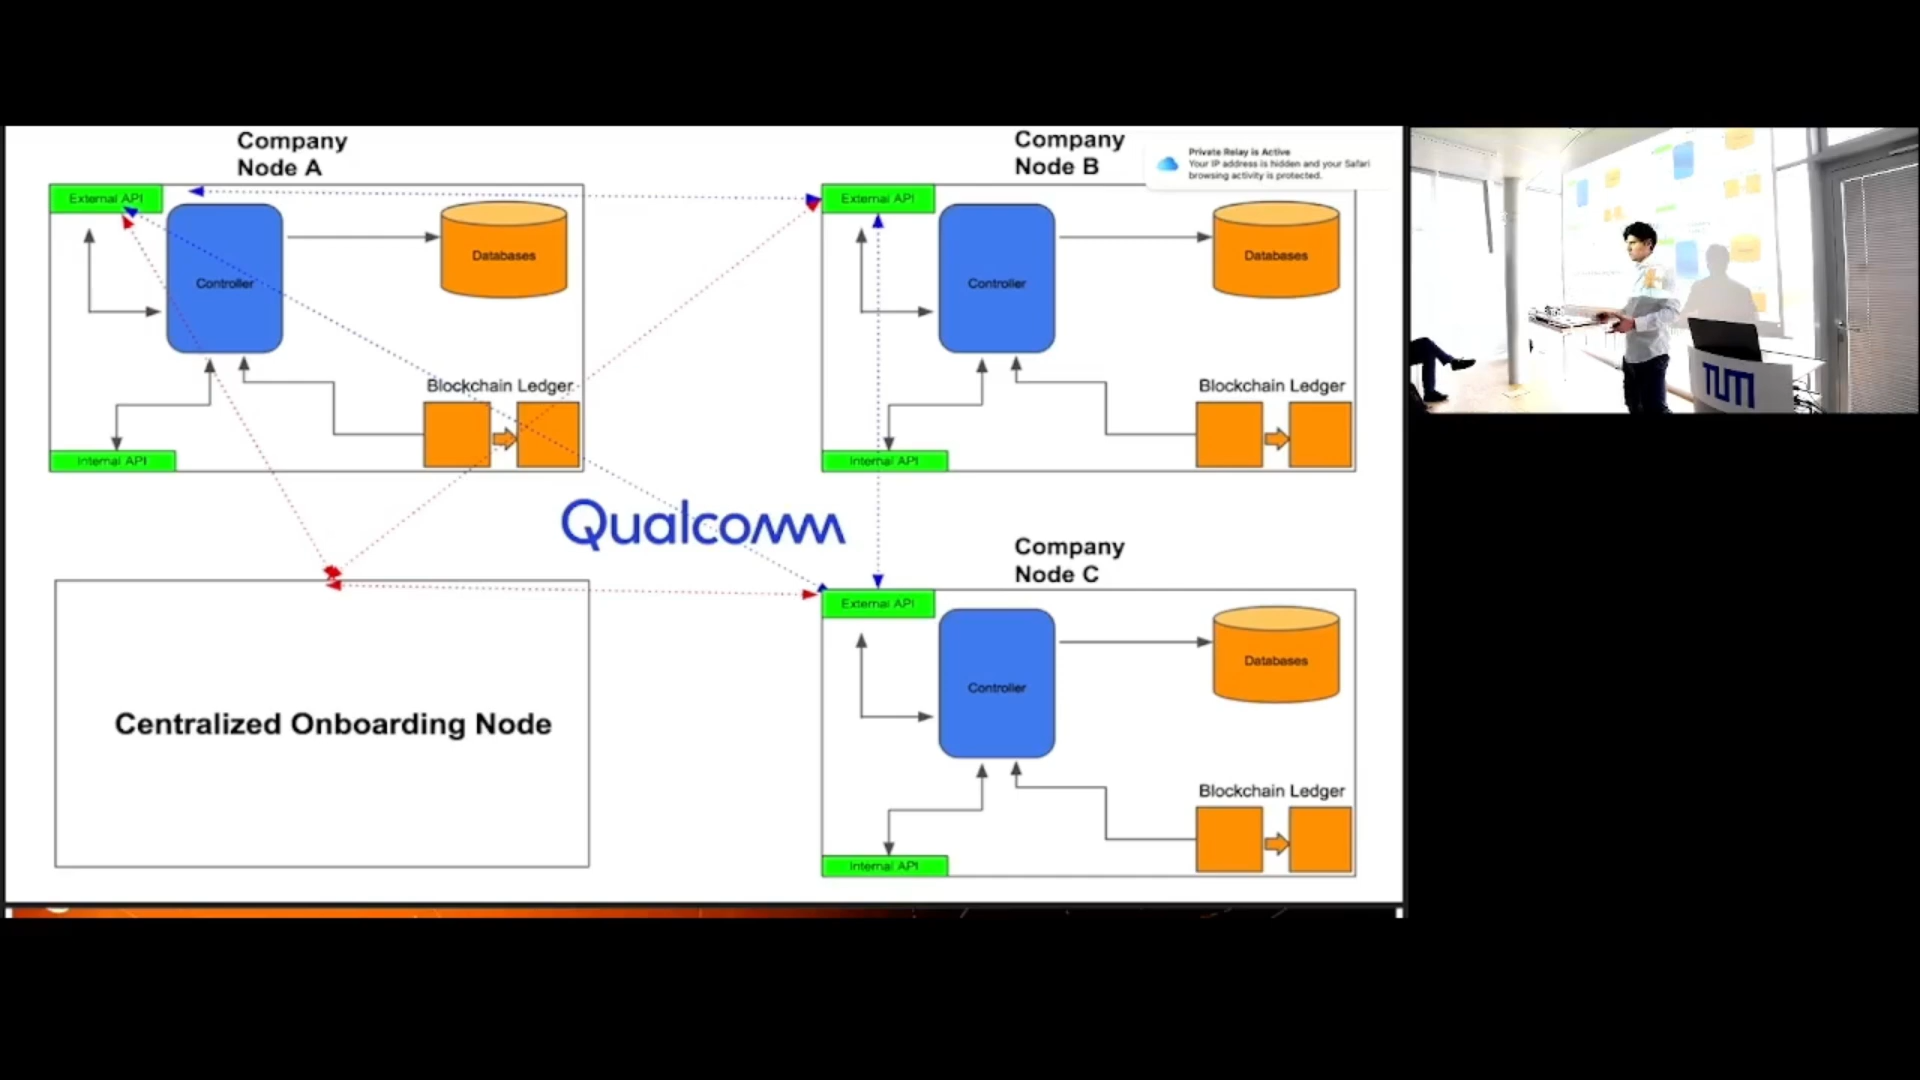 Company
Node A
External API
Controller
Databases
Blockchain Ledger
Internal API
Company
Node B
Private Relay is Active
Your IP address is hidden and your Safari
browsing activity is protected.
External API
Controller
Databases
Blockchain Ledger
Internal API
Qualcomm
Centralized Onboarding Node
Company
Node C
External API
Controller
Databases
Blockchain Ledger
Internal API
TUM